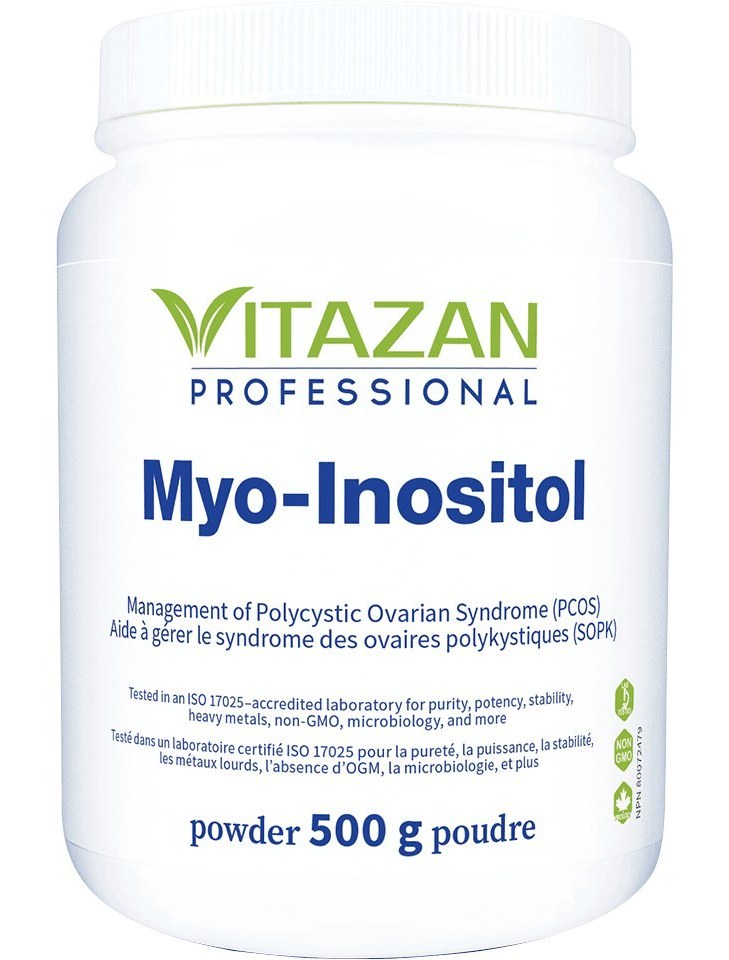 VITAZAN
PROFESSIONAL
Myo-Inositol
Management of Polycystic Ovarian Syndrome (PCOS)
Aide à gérer le syndrome des ovaires polykystiques (SOPK)
Tested in an ISO 17025–accredited laboratory for purity, potency, stability,
heavy metals, non-GMO, microbiology, and more
Testé dans un laboratoire certifié ISO 17025 pour la pureté, la puissance, la stabilité,
les métaux lourds, l’absence d’OGM, la microbiologie, et plus
powder 500 g poudre
LAB
TESTED
NON
GMO
NPN 80072479